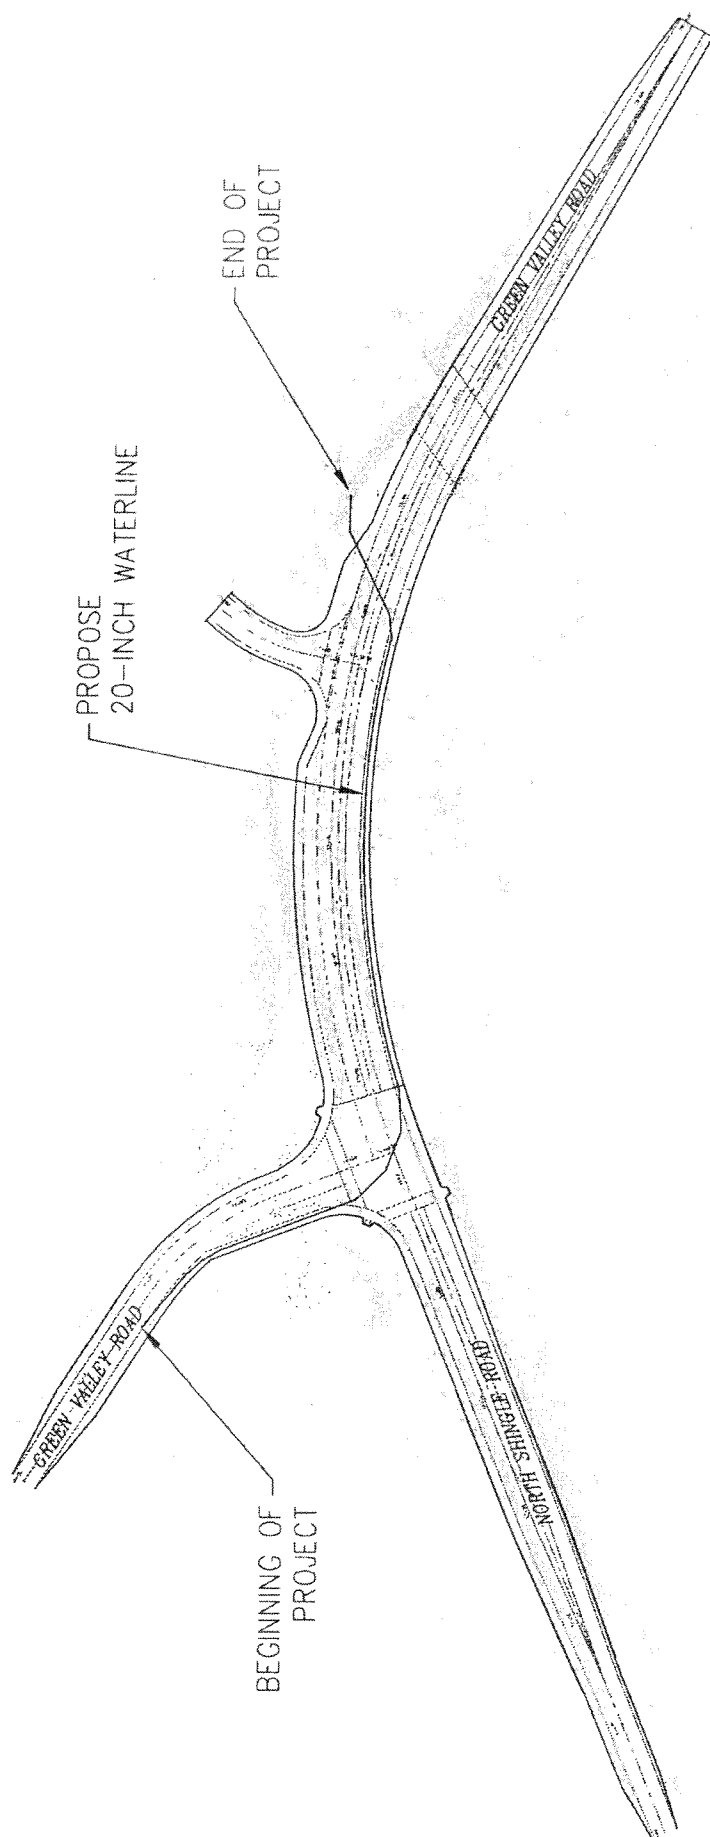 BEGINNING OF
PROJECT
GREEN VALLEY ROAD
NORTH SHINGLE ROAD
PROPOSE
20-INCH WATERLINE
END OF
PROJECT
GREEN VALLEY ROAD